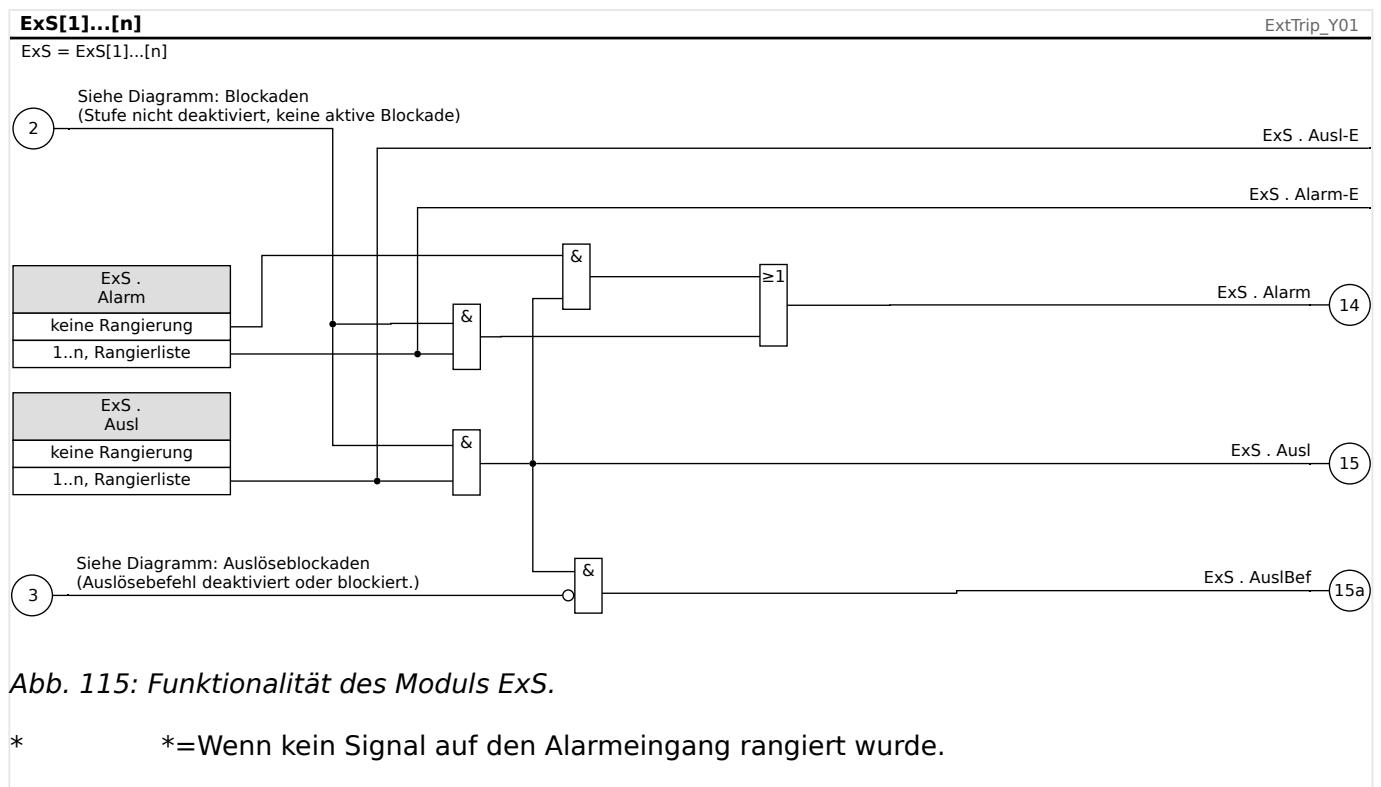 ExS[1]...[n]
ExtTrip_Y01
ExS = ExS[1]...[n]
Siehe Diagramm: Blockaden
(Stufe nicht deaktiviert, keine aktive Blockade)
2
ExS . Ausl-E
ExS . Alarm-E
&
≥1
ExS .
Alarm
keine Rangierung
1..n, Rangierliste
&
ExS . Alarm
14
ExS .
Ausl
keine Rangierung
1..n, Rangierliste
&
ExS . Ausl
15
Siehe Diagramm: Auslöseblockaden
(Auslösebefehl deaktiviert oder blockiert.)
3
&
ExS . AuslBef
15a
Abb. 115: Funktionalität des Moduls ExS.
* *=Wenn kein Signal auf den Alarmeingang rangiert wurde.